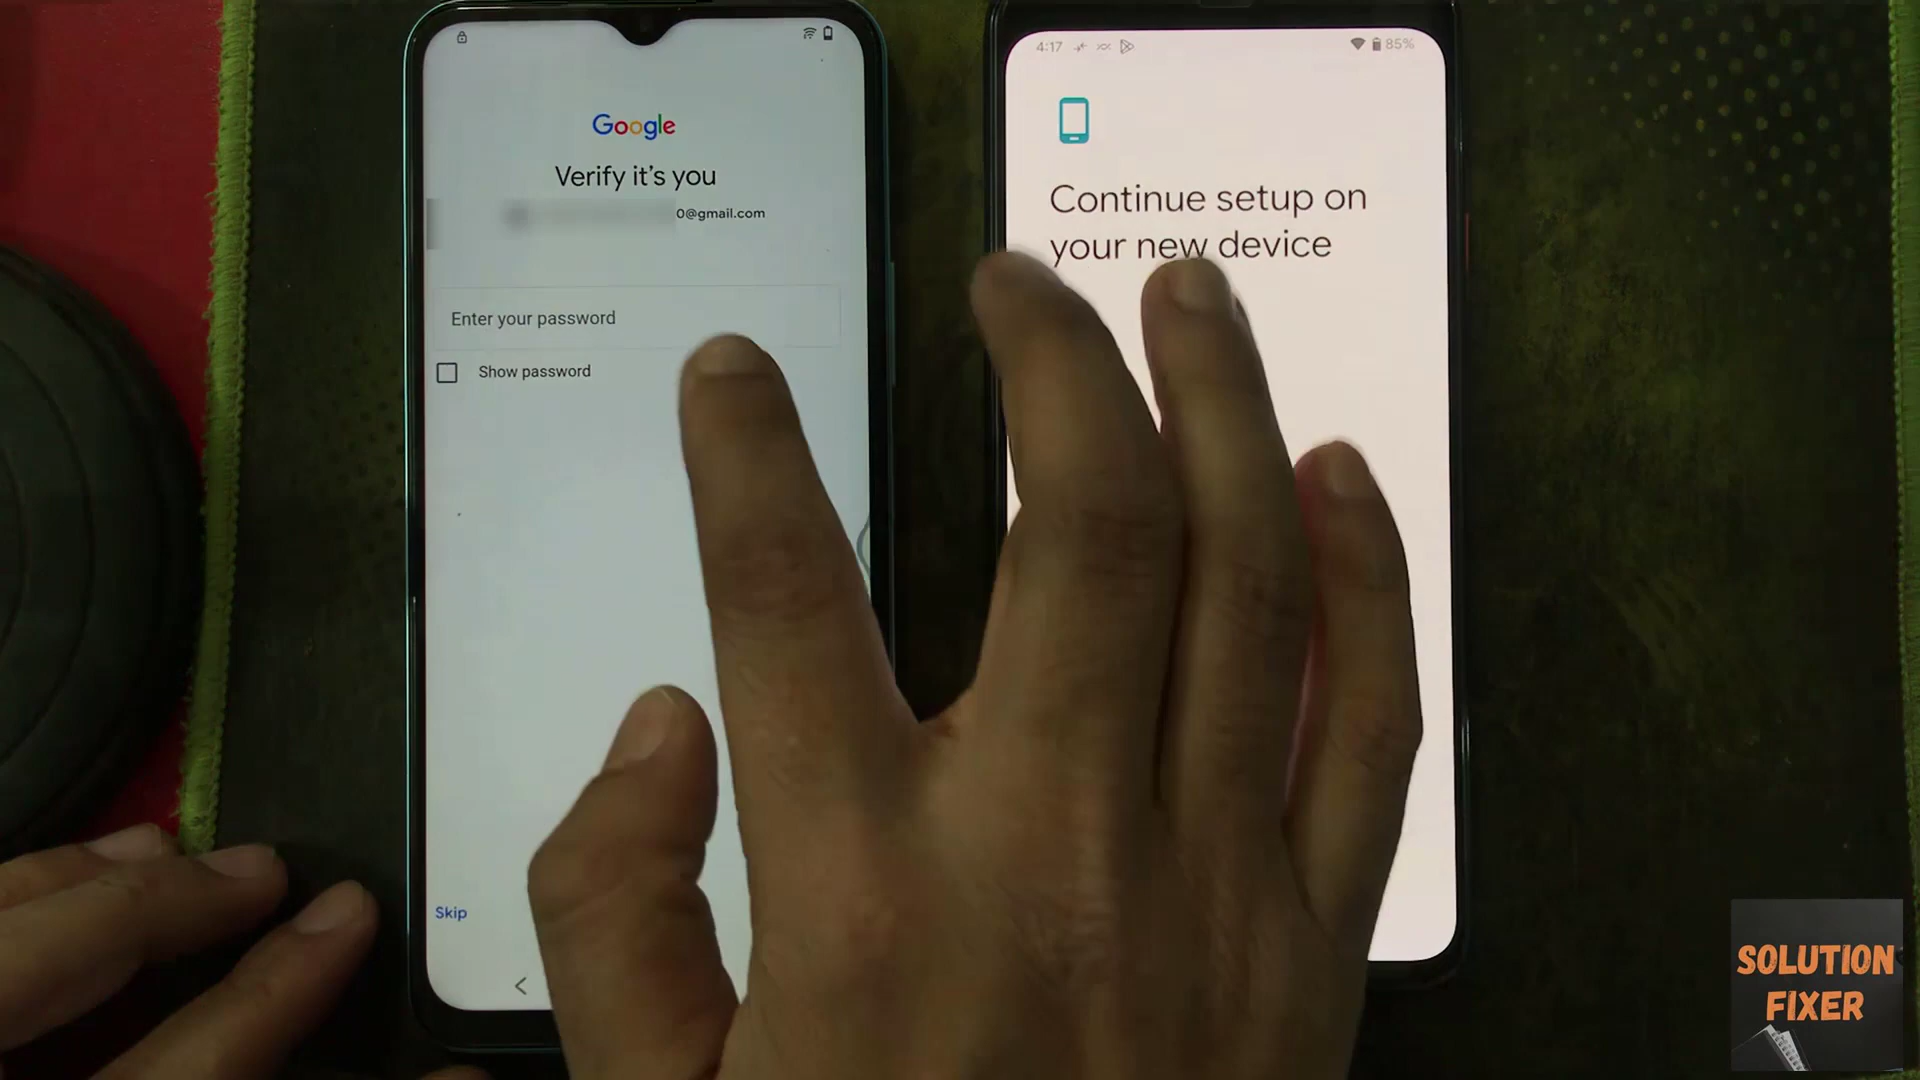 Google
Verify it's you
0@gmail.com
Enter your password
Show password
Skip
4:17
85%
Continue setup on
your new device
SOLUTION
FIXER